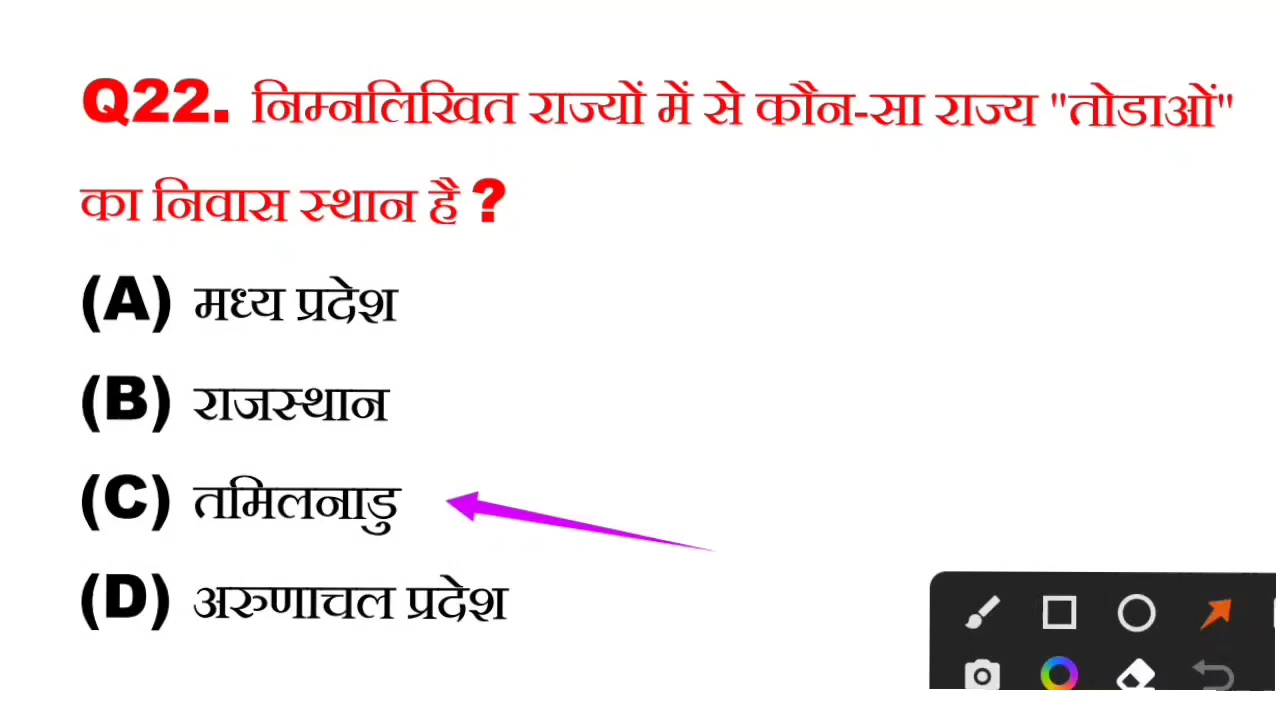 Q22. निम्नलिखित राज्यों में से कौन-सा राज्य "तोडाओं"
का निवास स्थान है ?
(A) मध्य प्रदेश
(B) राजस्थान
(C) तमिलनाडु
(D) अरुणाचल प्रदेश